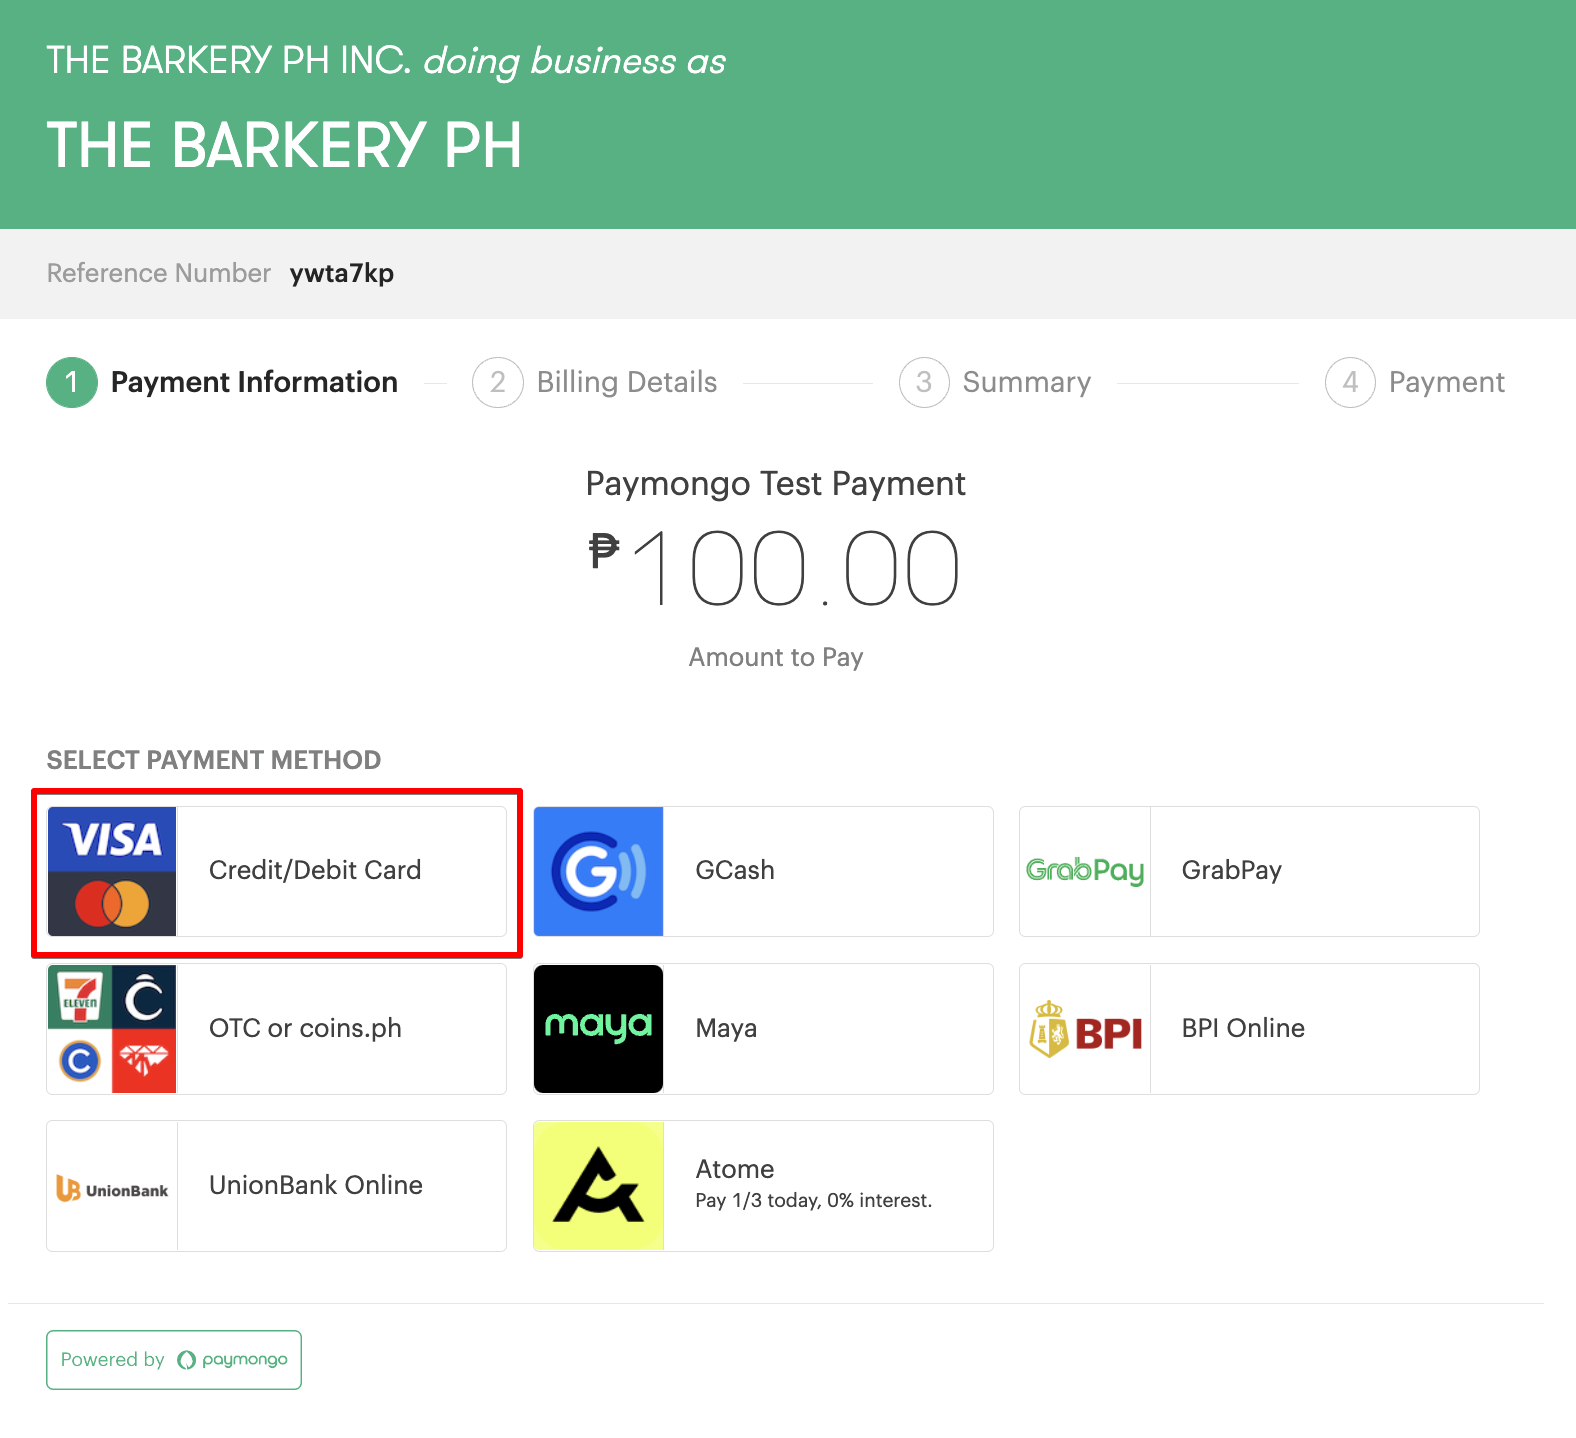 THE BARKERY PH INC. doing business as
THE BARKERY PH
Reference Number ywta7kp
1 Payment Information
2 Billing Details
3 Summary
4 Payment
Paymongo Test Payment
₱100.00
Amount to Pay
SELECT PAYMENT METHOD
VISA
Credit/Debit Card
G
GCash
GrabPay
GrabPay
7 ELEVEN
C
C
OTC or coins.ph
maya
Maya
BPI
BPI Online
UB UnionBank
UnionBank Online
Atome
Pay 1/3 today, 0% interest.
Powered by paymongo